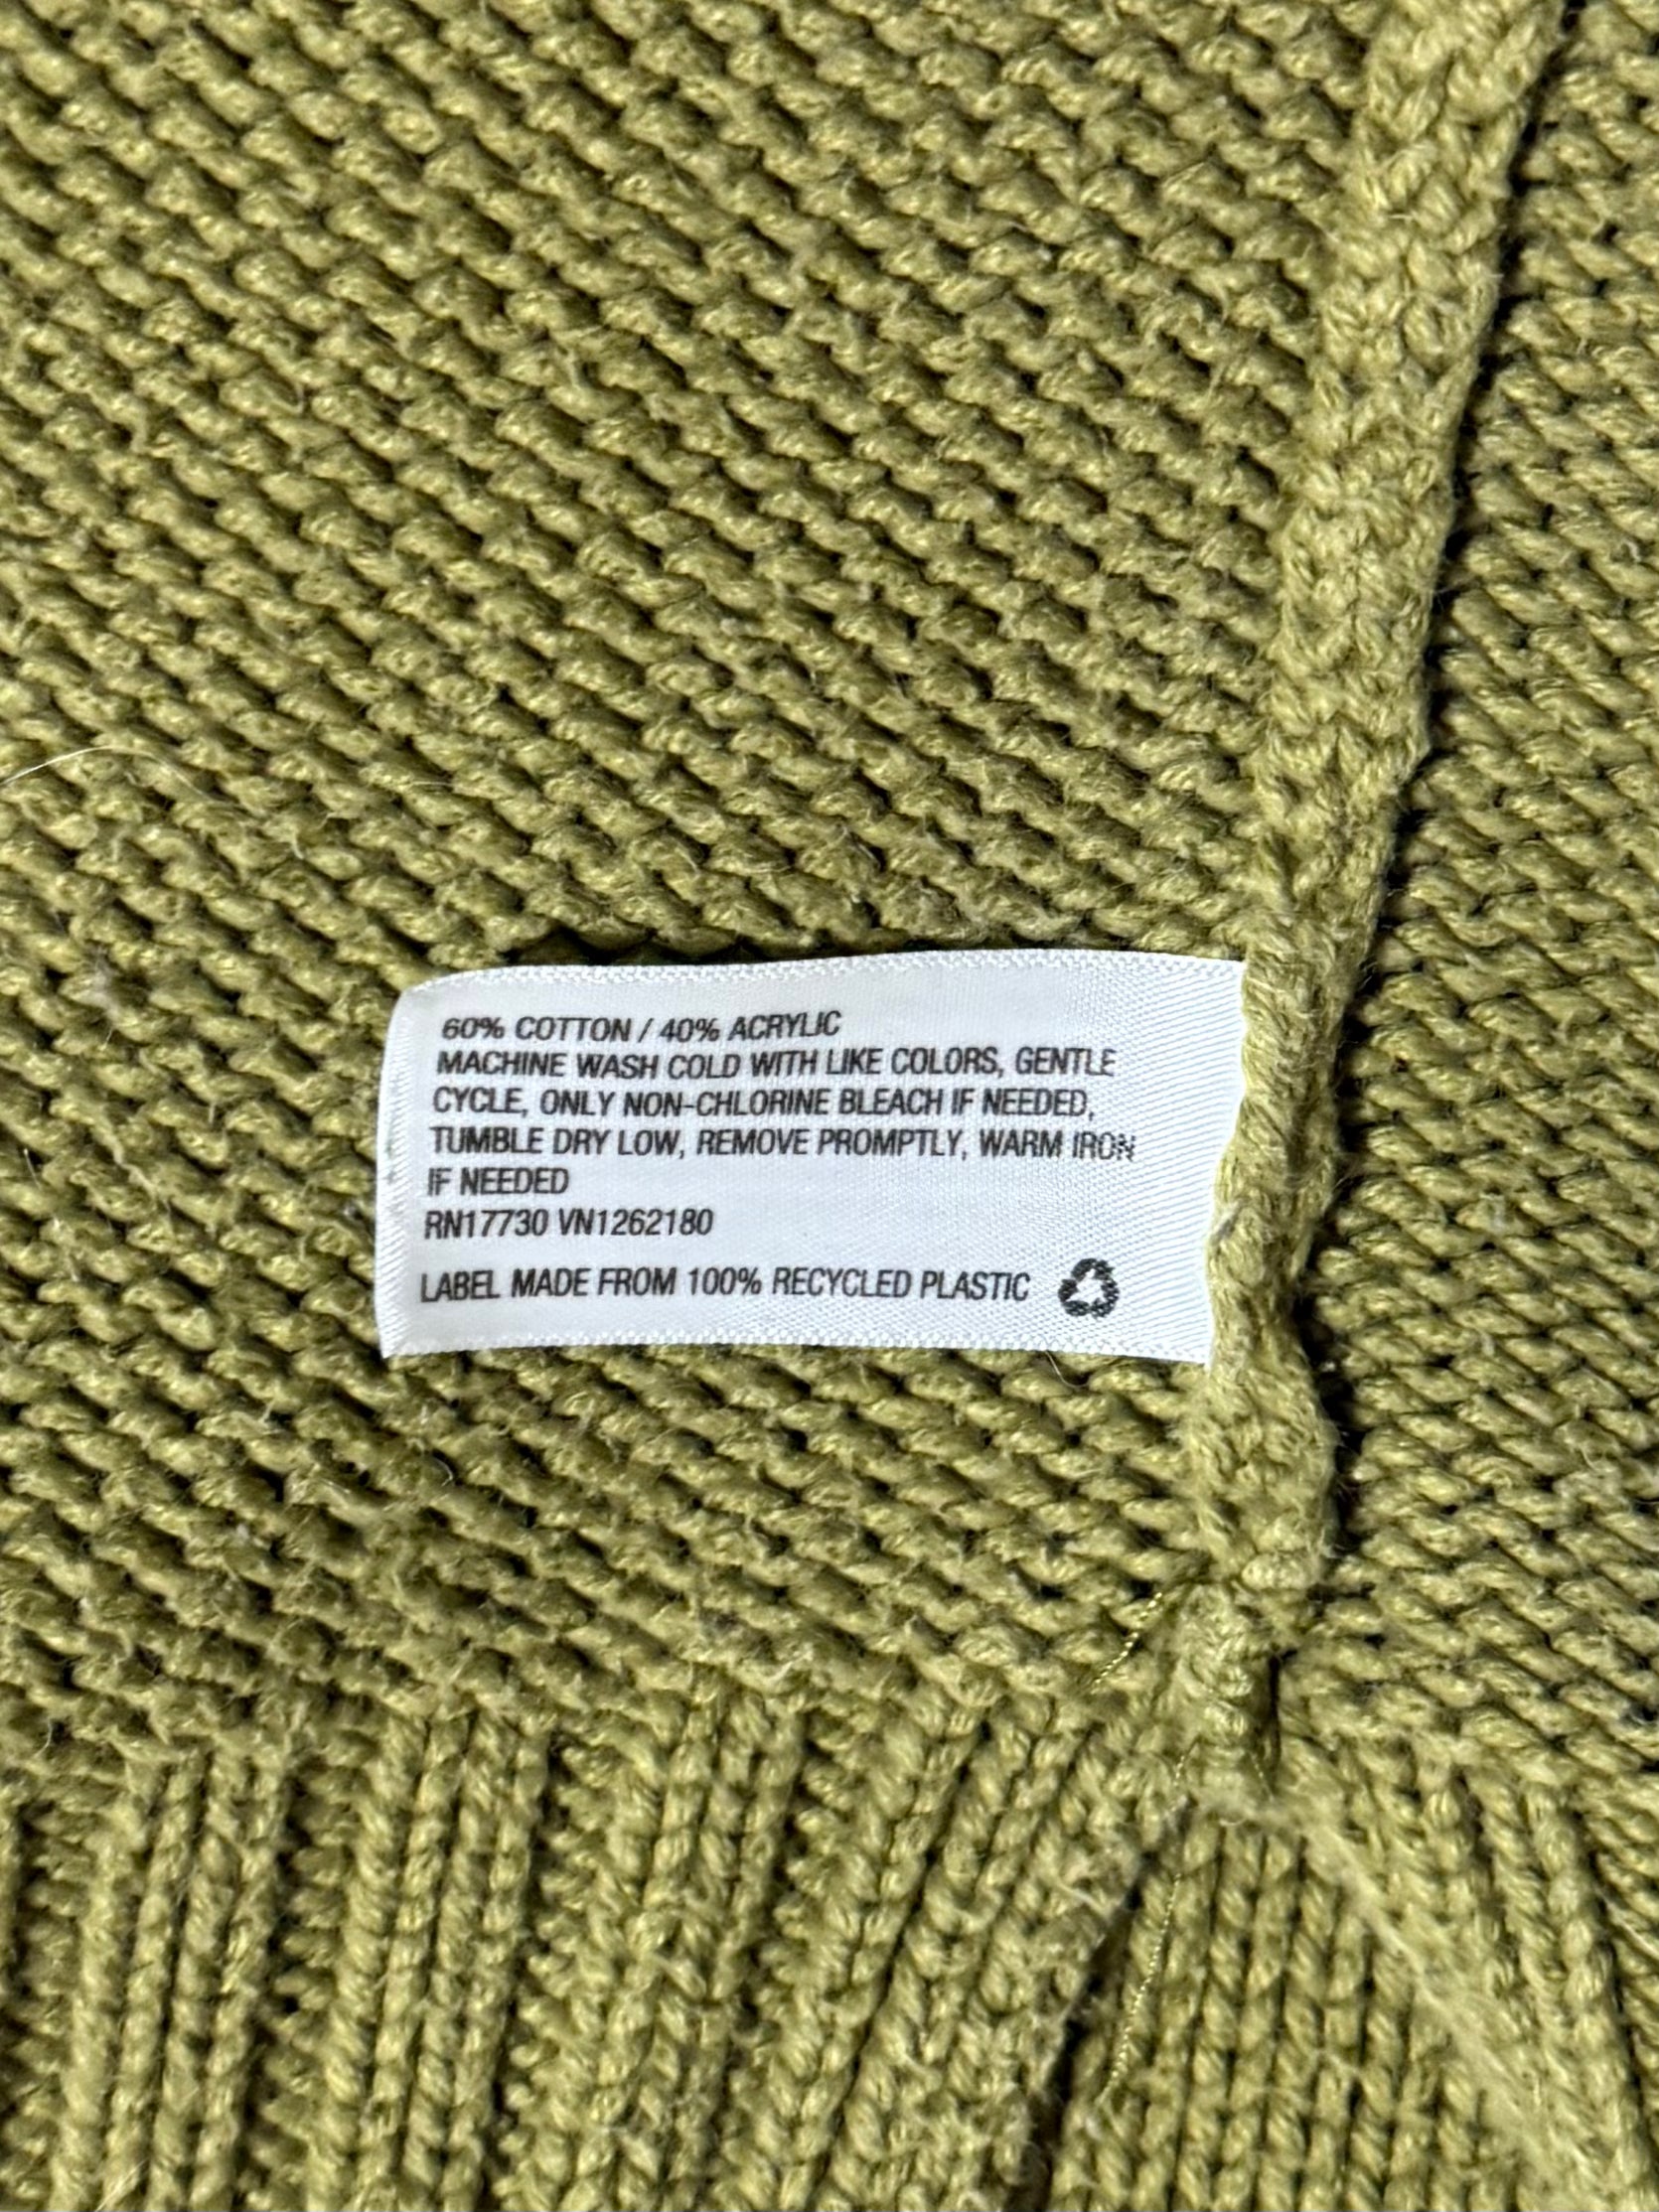 60% COTTON / 40% ACRYLIC
MACHINE WASH COLD WITH LIKE COLORS, GENTLE
CYCLE, ONLY NON-CHLORINE BLEACH IF NEEDED,
TUMBLE DRY LOW, REMOVE PROMPTLY, WARM IRON
IF NEEDED
RN17730 VN1262180
LABEL MADE FROM 100% RECYCLED PLASTIC